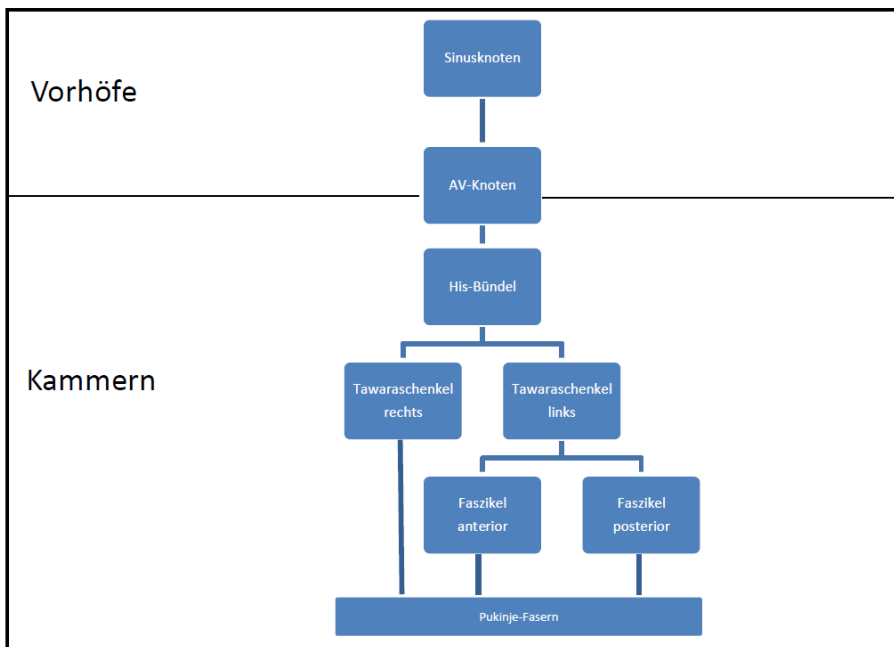 Vorhöfe
Sinusknoten
AV-Knoten
His-Bündel
Kammern
Tawaraschenkel
rechts
Tawaraschenkel
links
Faszikel
anterior
Faszikel
posterior
Pukinje-Fasern